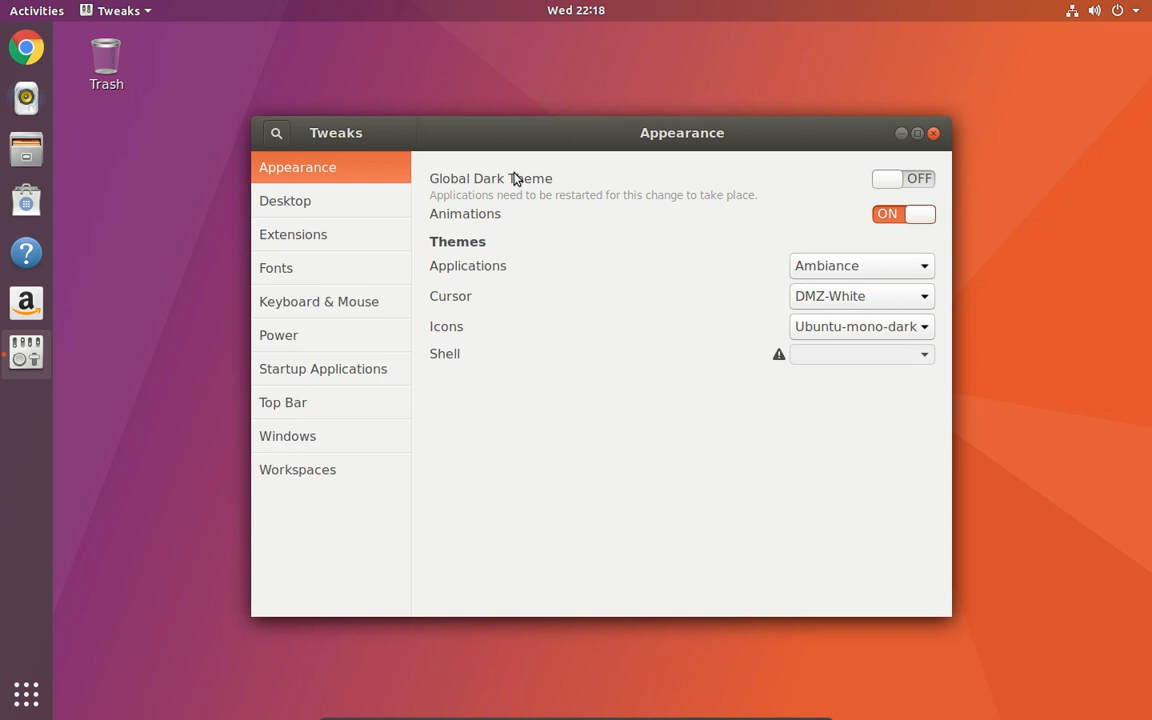 Activities Tweaks Wed 22:18
Trash
Tweaks Appearance
Appearance
Desktop
Extensions
Fonts
Keyboard & Mouse
Power
Startup Applications
Top Bar
Windows
Workspaces
Global Dark Theme OFF
Applications need to be restarted for this change to take place.
Animations ON
Themes
Applications Ambiance
Cursor DMZ-White
Icons Ubuntu-mono-dark
Shell